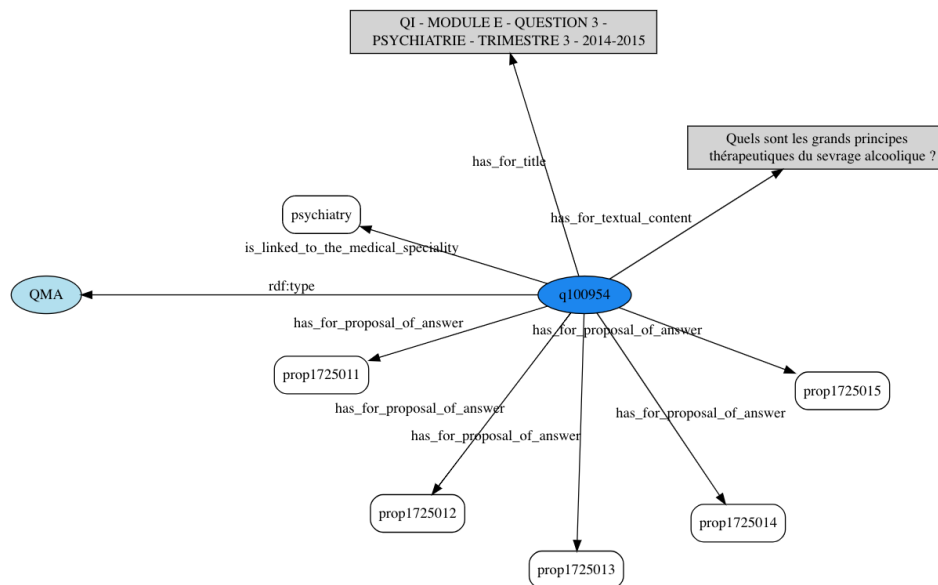 QI - MODULE E - QUESTION 3 -
PSYCHIATRIE - TRIMESTRE 3 - 2014-2015
Quels sont les grands principes
thérapeutiques du sevrage alcoolique ?
has_for_title
psychiatry
has_for_textual_content
is_linked_to_the_medical_speciality
QMA
rdf:type
q100954
has_for_proposal_of_answer
has_for_proposal_of_answer
prop1725011
prop1725015
has_for_proposal_of_answer
has_for_proposal_of_answer
has_for_proposal_of_answer
prop1725012
prop1725014
prop1725013